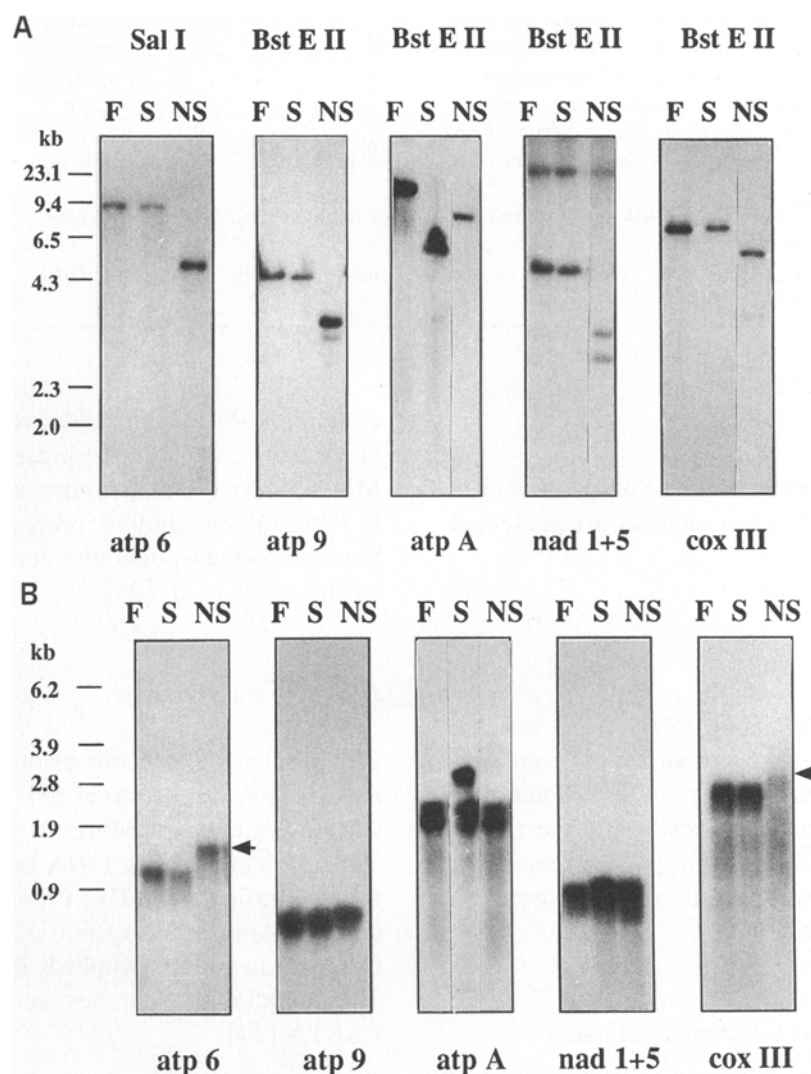 A
Sal I Bst E II Bst E II Bst E II Bst E II
F S NS F S NS F S NS F S NS F S NS
kb
23.1
9.4
6.5
4.3
2.3
2.0
atp 6 atp 9 atp A nad 1+5 cox III
B
F S NS F S NS F S NS F S NS F S NS
kb
6.2
3.9
2.8
1.9
0.9
atp 6 atp 9 atp A nad 1+5 cox III